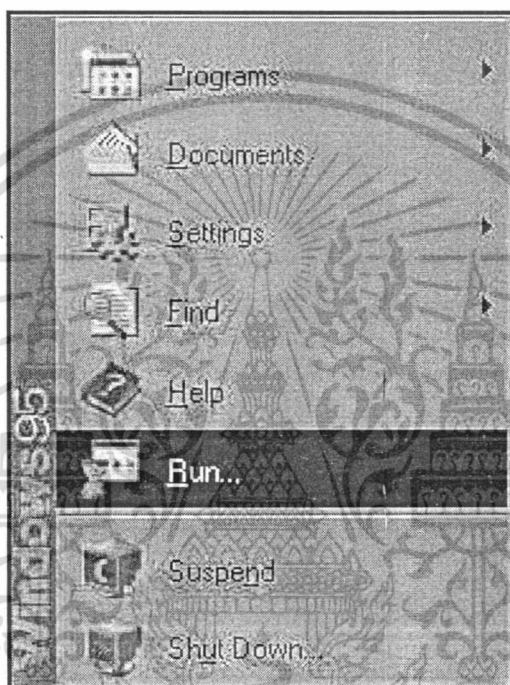 Programs
Documents
Settings
Find
Help
Run...
Suspend
Shut Down...
Windows95